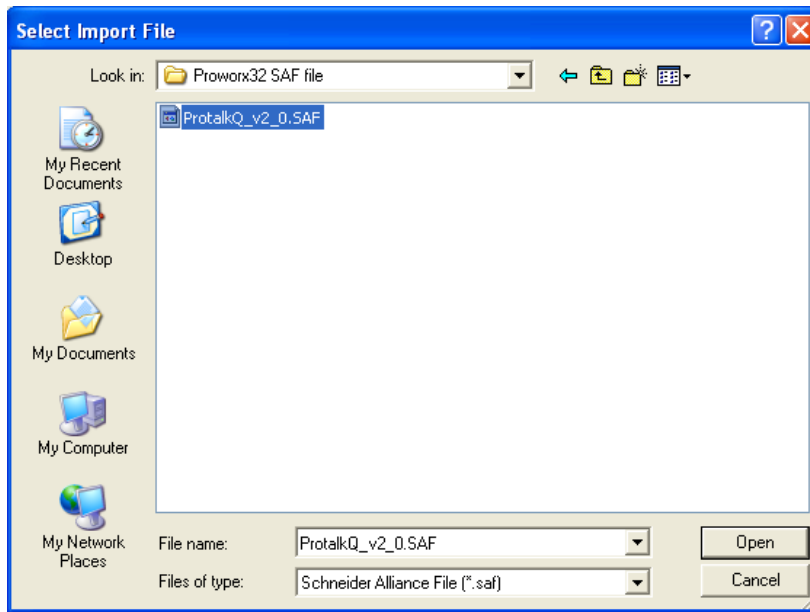 Select Import File
Look in: Proworx32 SAF file
ProtalkQ_v2_0.SAF
My Recent
Documents
Desktop
My Documents
My Computer
My Network
Places
File name: ProtalkQ_v2_0.SAF Open
Files of type: Schneider Alliance File (*.saf) Cancel